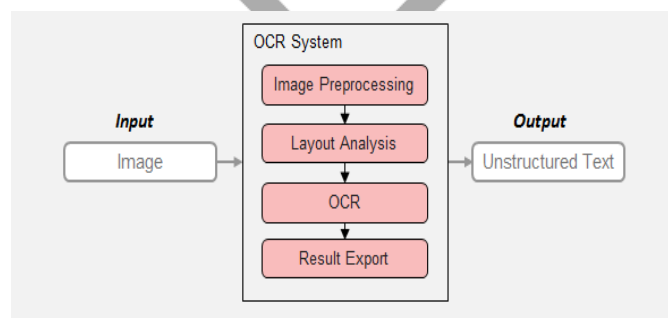 OCR System
Image Preprocessing
Input
Output
Layout Analysis
Image
Unstructured Text
OCR
Result Export